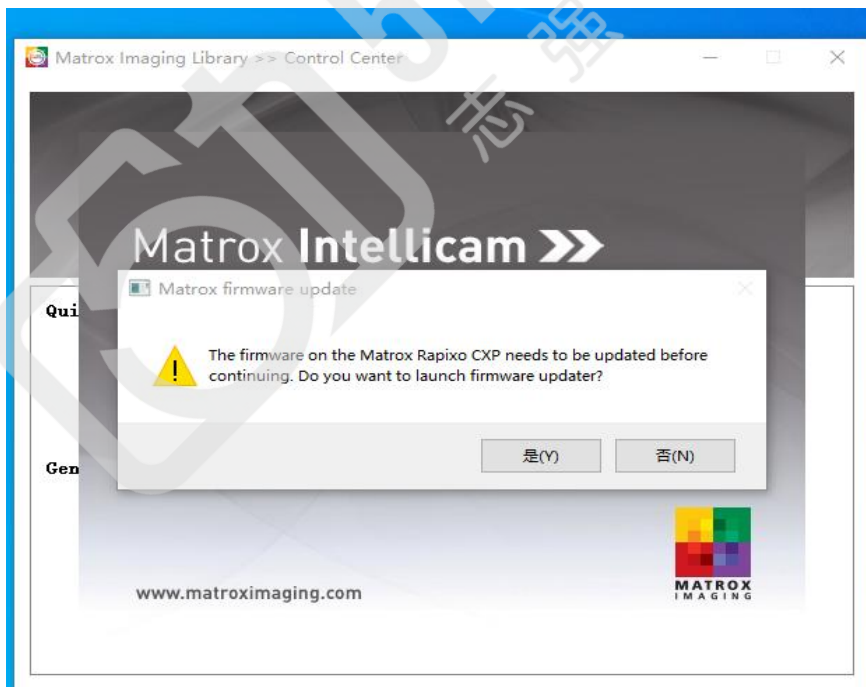 Matrox Imaging Library >> Control Center
志强
Matrox Intellicam >>
Matrox firmware update
Qui
The firmware on the Matrox Rapixo CXP needs to be updated before
continuing. Do you want to launch firmware updater?
是(Y)
否(N)
Gen
www.matroximaging.com
MATROX
IMAGING